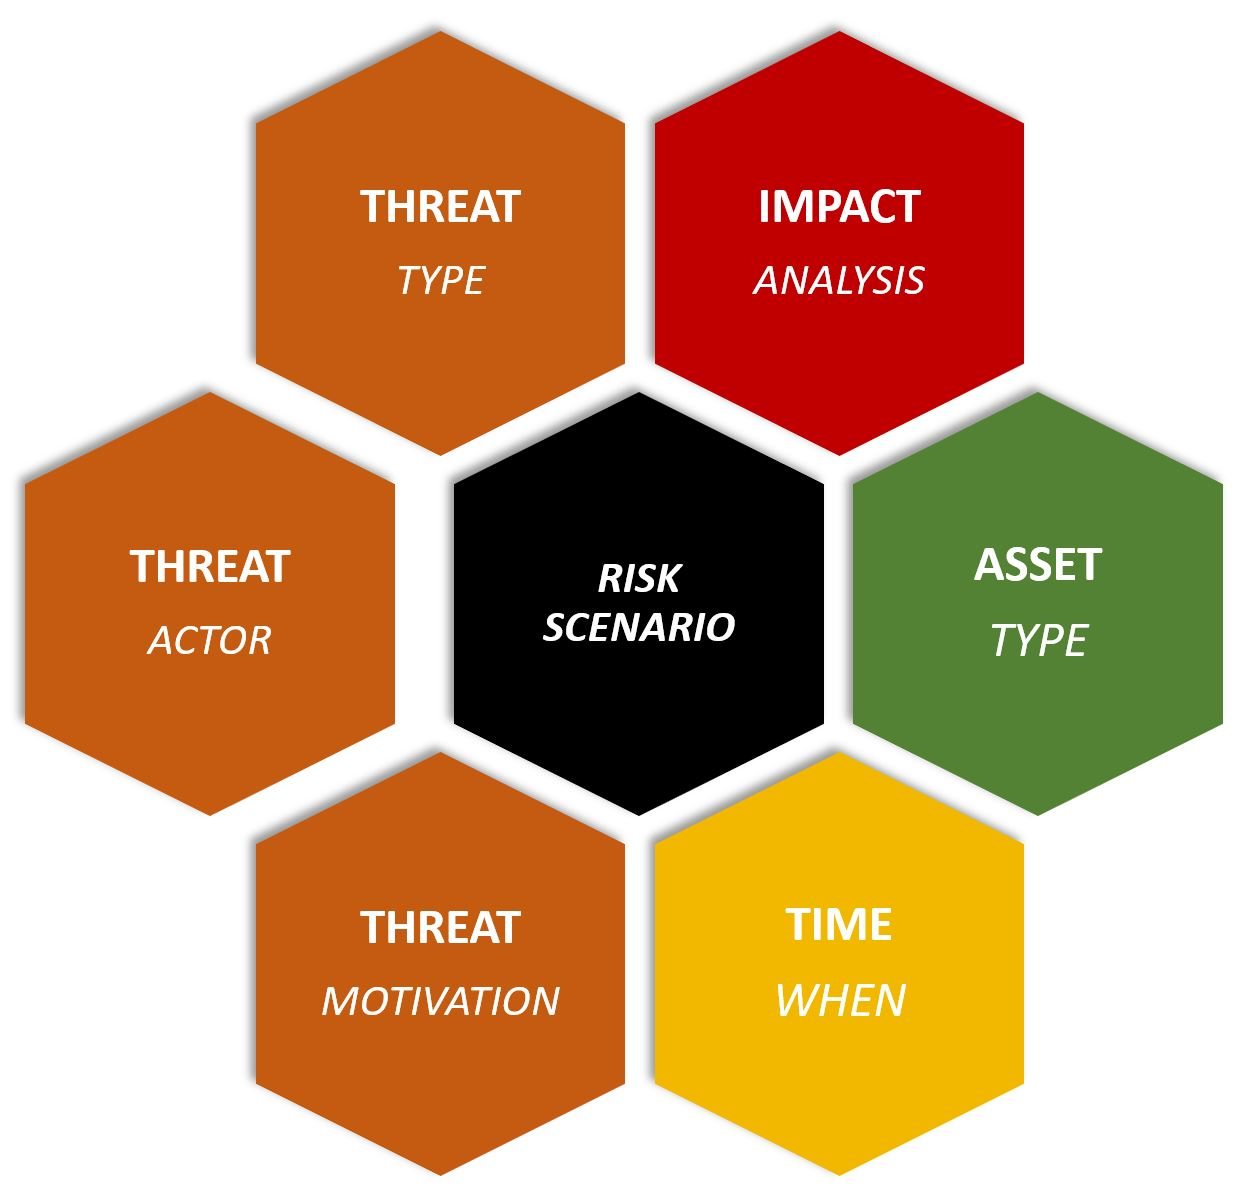 THREAT
TYPE
IMPACT
ANALYSIS
THREAT
ACTOR
RISK
SCENARIO
ASSET
TYPE
THREAT
MOTIVATION
TIME
WHEN